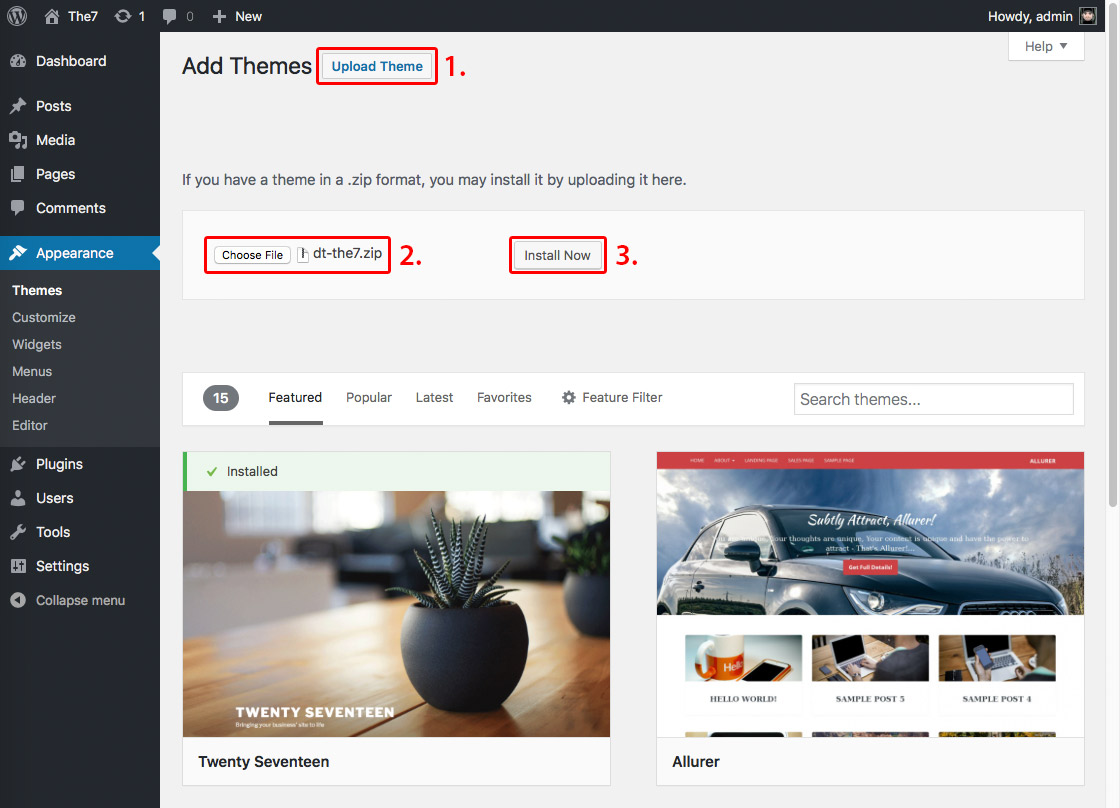 The7
1
0
New
Howdy, admin
Help
Dashboard
Posts
Media
Pages
Comments
Appearance
Themes
Customize
Widgets
Menus
Header
Editor
Plugins
Users
Tools
Settings
Collapse menu
Add Themes Upload Theme 1.
If you have a theme in a .zip format, you may install it by uploading it here.
Choose File dt-the7.zip 2. Install Now 3.
15 Featured Popular Latest Favorites Feature Filter Search themes...
Installed
TWENTY SEVENTEEN
Bringing your business' site to life
Twenty Seventeen
HOME ABOUT LANDING PAGE SALES PAGE SAMPLE PAGE ALLURER
Subtly Attract, Allurer!
You are unique. Your thoughts are unique. Your content is unique and have the power to
attract - That's Allurer!...
Get Full Details!
Hello
HELLO WORLD! SAMPLE POST 5 SAMPLE POST 4
Allurer